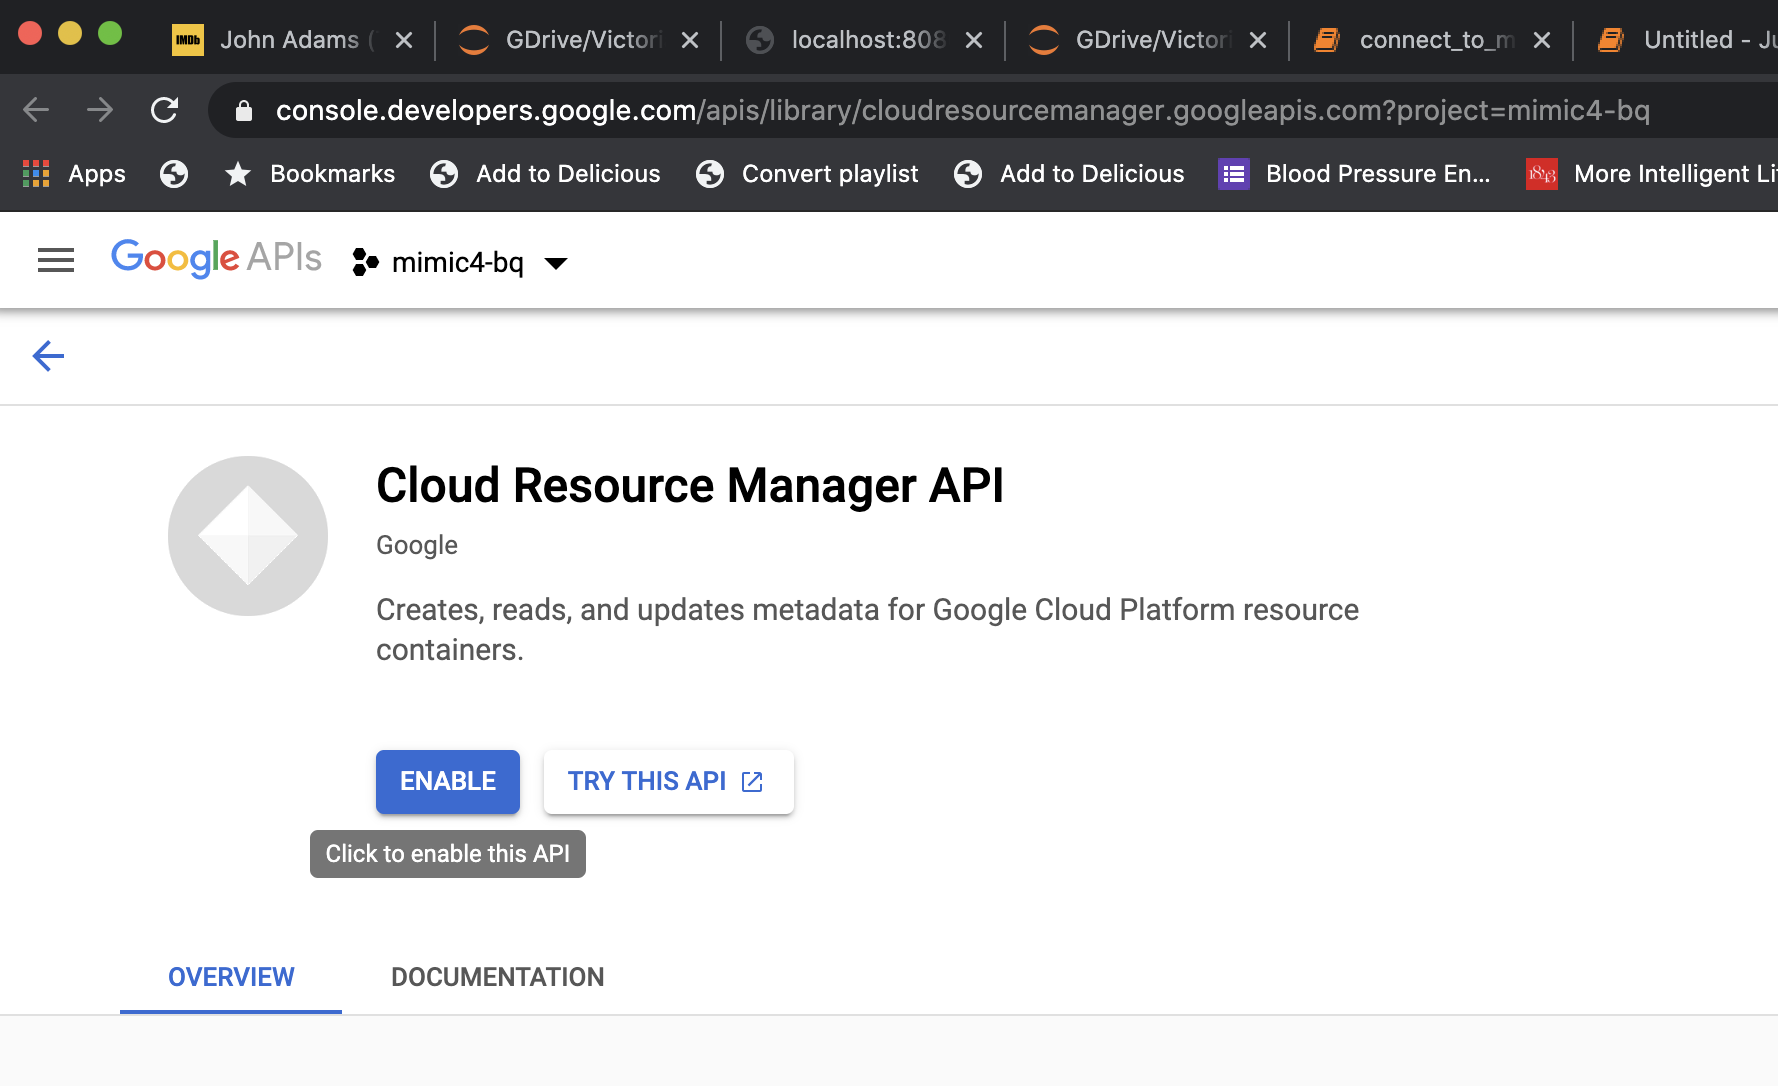 IMDb John Adams ( GDrive/Victori localhost:808 GDrive/Victori connect_to_m Untitled - Ju
console.developers.google.com/apis/library/cloudresourcemanager.googleapis.com?project=mimic4-bq
Apps Bookmarks Add to Delicious Convert playlist Add to Delicious Blood Pressure En... 1843 More Intelligent Li
Google APIs mimic4-bq
Cloud Resource Manager API
Google
Creates, reads, and updates metadata for Google Cloud Platform resource
containers.
ENABLE TRY THIS API
Click to enable this API
OVERVIEW DOCUMENTATION